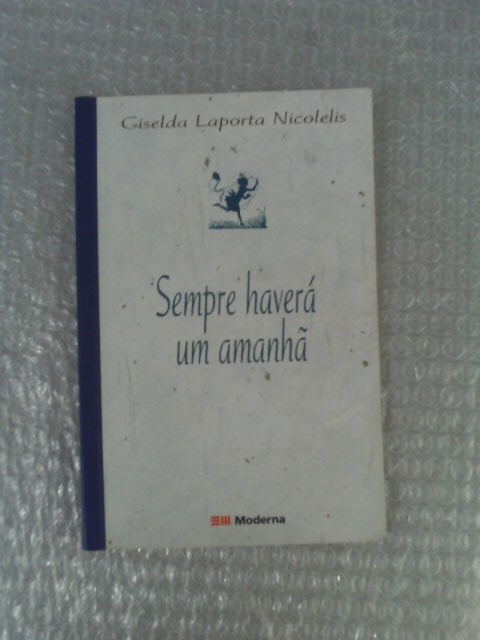 Giselda Laporta Nicolelis
Sempre haverá
um amanhã
Moderna